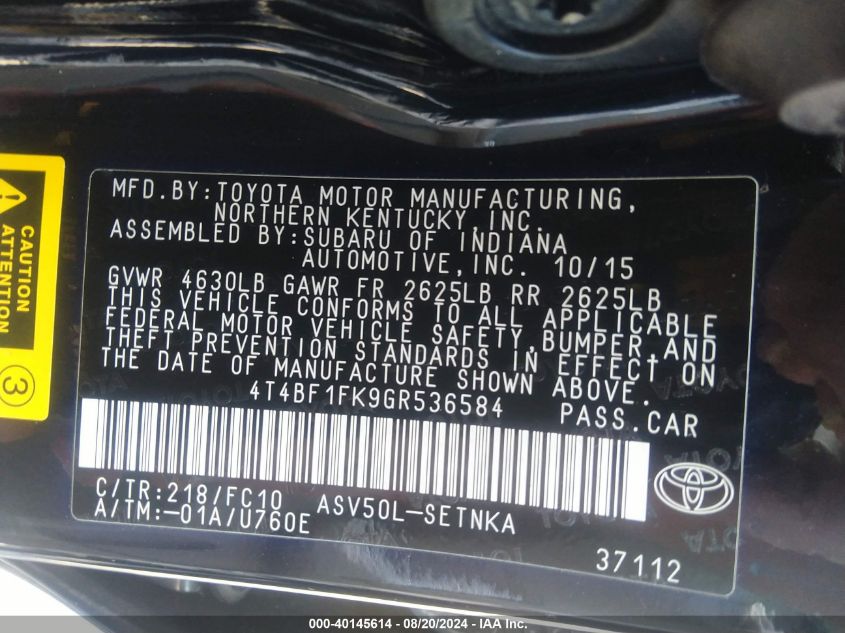 CAUTION
ATTENTION
3
MFD.BY:TOYOTA MOTOR MANUFACTURING,
NORTHERN KENTUCKY,INC.
ASSEMBLED BY:SUBARU OF INDIANA
AUTOMOTIVE,INC. 10/15
GVWR 4630LB GAWR FR 2625LB RR 2625LB
THIS VEHICLE CONFORMS TO ALL APPLICABLE
FEDERAL MOTOR VEHICLE SAFETY,BUMPER,AND
THEFT PREVENTION STANDARDS IN EFFECT ON
THE DATE OF MANUFACTURE SHOWN ABOVE.
4T4BF1FK9GR536584 PASS.CAR
C/TR:218/FC10 ASV50L-SETNKA
A/TM:-01A/U760E
37112
000-40145614 - 08/20/2024 - IAA Inc.